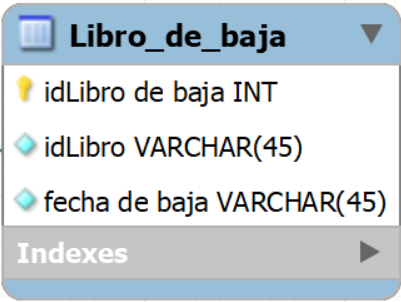 Libro_de_baja
idLibro de baja INT
idLibro VARCHAR(45)
fecha de baja VARCHAR(45)
Indexes